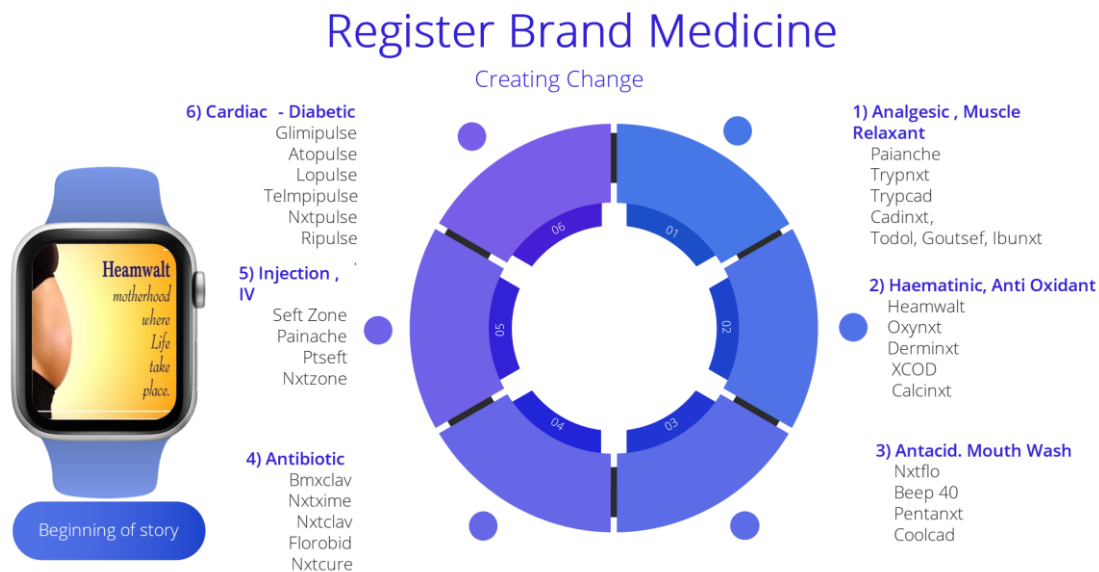 Register Brand Medicine
Creating Change
6) Cardiac - Diabetic
Glimipulse
Atopulse
Lopulse
Telmpipulse
Nxtpulse
Ripulse
5) Injection ,
IV
Seft Zone
Painache
Ptseft
Nxtzone
4) Antibiotic
Bmxclav
Nxtxime
Nxtclav
Florobid
Nxtcure
1) Analgesic , Muscle
Relaxant
Paianche
Trypnxt
Trypcad
Cadinxt,
Todol, Goutsef, Ibunxt
2) Haematinic, Anti Oxidant
Heamwalt
Oxynxt
Derminxt
XCOD
Calcinxt
3) Antacid. Mouth Wash
Nxtflo
Beep 40
Pentanxt
Coolcad
01
02
03
04
05
06
Heamwalt
motherhood
where
Life
take
place.
Beginning of story